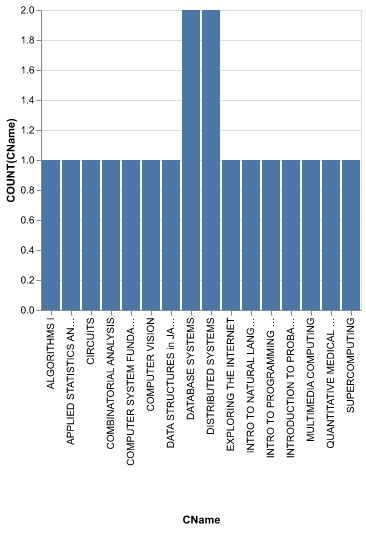 COUNT(CName)
2.0
1.8
1.6
1.4
1.2
1.0
0.8
0.6
0.4
0.2
0.0
ALGORITHMS I
APPLIED STATISTICS AN…
CIRCUITS
COMBINATORIAL ANALYSIS
COMPUTER SYSTEM FUNDA…
COMPUTER VISION
DATA STRUCTURES in JA…
DATABASE SYSTEMS
DISTRIBUTED SYSTEMS
EXPLORING THE INTERNET
INTRO TO NATURAL LANG…
INTRO TO PROGRAMMING …
INTRODUCTION TO PROBA…
MULTIMEDIA COMPUTING
QUANTITATIVE MEDICAL …
SUPERCOMPUTING
CName